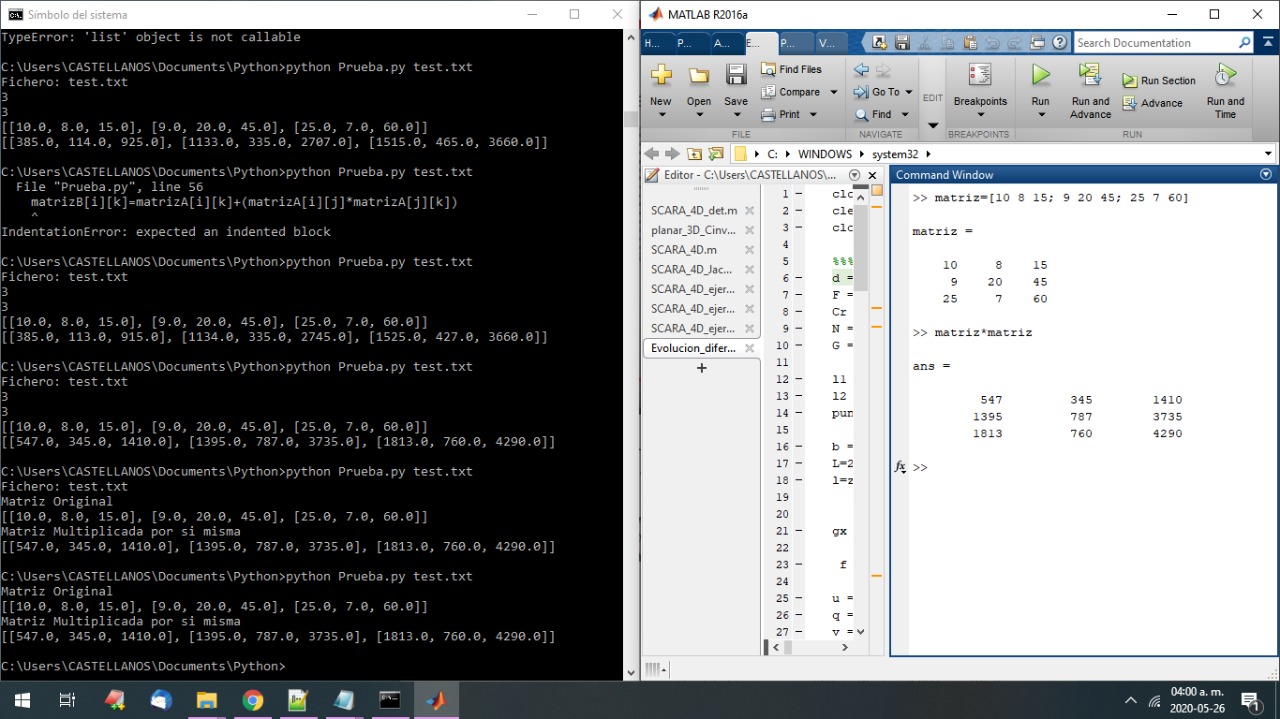 Símbolo del sistema
TypeError: 'list' object is not callable
C:\Users\CASTELLANOS\Documents\Python>python Prueba.py test.txt
Fichero: test.txt
3
3
[[10.0, 8.0, 15.0], [9.0, 20.0, 45.0], [25.0, 7.0, 60.0]]
[[385.0, 114.0, 925.0], [1133.0, 335.0, 2707.0], [1515.0, 465.0, 3660.0]]
C:\Users\CASTELLANOS\Documents\Python>python Prueba.py test.txt
File "Prueba.py", line 56
matrizB[i][k]=matrizA[i][k]+(matrizA[i][j]*matrizA[j][k])
^
IndentationError: expected an indented block
C:\Users\CASTELLANOS\Documents\Python>python Prueba.py test.txt
Fichero: test.txt
3
3
[[10.0, 8.0, 15.0], [9.0, 20.0, 45.0], [25.0, 7.0, 60.0]]
[[385.0, 113.0, 915.0], [1134.0, 335.0, 2745.0], [1525.0, 427.0, 3660.0]]
C:\Users\CASTELLANOS\Documents\Python>python Prueba.py test.txt
Fichero: test.txt
3
3
[[10.0, 8.0, 15.0], [9.0, 20.0, 45.0], [25.0, 7.0, 60.0]]
[[547.0, 345.0, 1410.0], [1395.0, 787.0, 3735.0], [1813.0, 760.0, 4290.0]]
C:\Users\CASTELLANOS\Documents\Python>python Prueba.py test.txt
Fichero: test.txt
Matriz Original
[[10.0, 8.0, 15.0], [9.0, 20.0, 45.0], [25.0, 7.0, 60.0]]
Matriz Multiplicada por si misma
[[547.0, 345.0, 1410.0], [1395.0, 787.0, 3735.0], [1813.0, 760.0, 4290.0]]
C:\Users\CASTELLANOS\Documents\Python>python Prueba.py test.txt
Matriz Original
[[10.0, 8.0, 15.0], [9.0, 20.0, 45.0], [25.0, 7.0, 60.0]]
Matriz Multiplicada por si misma
[[547.0, 345.0, 1410.0], [1395.0, 787.0, 3735.0], [1813.0, 760.0, 4290.0]]
C:\Users\CASTELLANOS\Documents\Python>
MATLAB R2016a
H... P... A... E... P... V...
Search Documentation
New Open Save
Find Files
Compare
Print
FILE
Go To
Find
NAVIGATE
EDIT
Breakpoints
BREAKPOINTS
Run
Run and Advance
Run Section
Advance
Run and Time
RUN
C: WINDOWS system32
Editor - C:\Users\CASTELLANOS\...
SCARA_4D_det.m
planar_3D_Cinv...
SCARA_4D.m
SCARA_4D_Jac...
SCARA_4D_ejer...
SCARA_4D_ejer...
SCARA_4D_ejer...
Evolucion_difer...
+
1 – clc
2 – cle
3 – clo
4
5 %%%
6 – d =
7 – F =
8 – Cr
9 – N =
10 – G =
11
12 – l1
13 – l2
14 – pun
15
16 – b =
17 – L=2
18 – l=z
19
20
21 – gx
22
23 – f
24
25 – u =
26 – q =
27 – v =
Command Window
>> matriz=[10 8 15; 9 20 45; 25 7 60]
matriz =
10 8 15
9 20 45
25 7 60
>> matriz*matriz
ans =
547 345 1410
1395 787 3735
1813 760 4290
fx >>
04:00 a. m.
2020-05-26
1